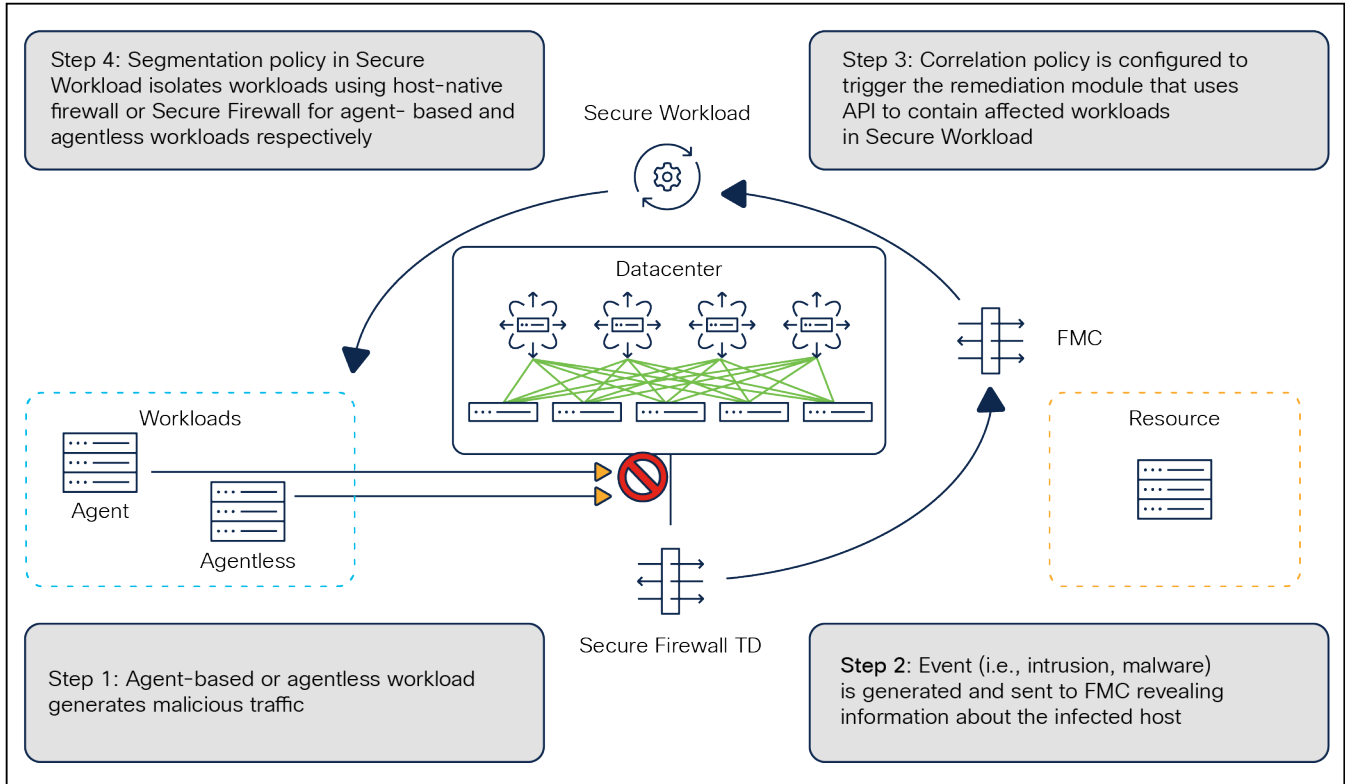 Step 4: Segmentation policy in Secure
Workload isolates workloads using host-native
firewall or Secure Firewall for agent- based and
agentless workloads respectively
Step 3: Correlation policy is configured to
trigger the remediation module that uses
API to contain affected workloads
in Secure Workload
Secure Workload
Datacenter
FMC
Workloads
Agent
Agentless
Resource
Secure Firewall TD
Step 1: Agent-based or agentless workload
generates malicious traffic
Step 2: Event (i.e., intrusion, malware)
is generated and sent to FMC revealing
information about the infected host